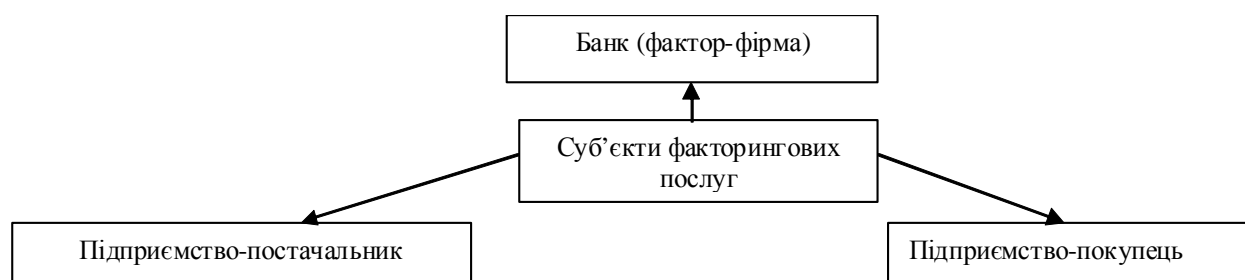 Банк (фактор-фірма)
Суб’єкти факторингових
послуг
Підприємство-постачальник
Підприємство-покупець